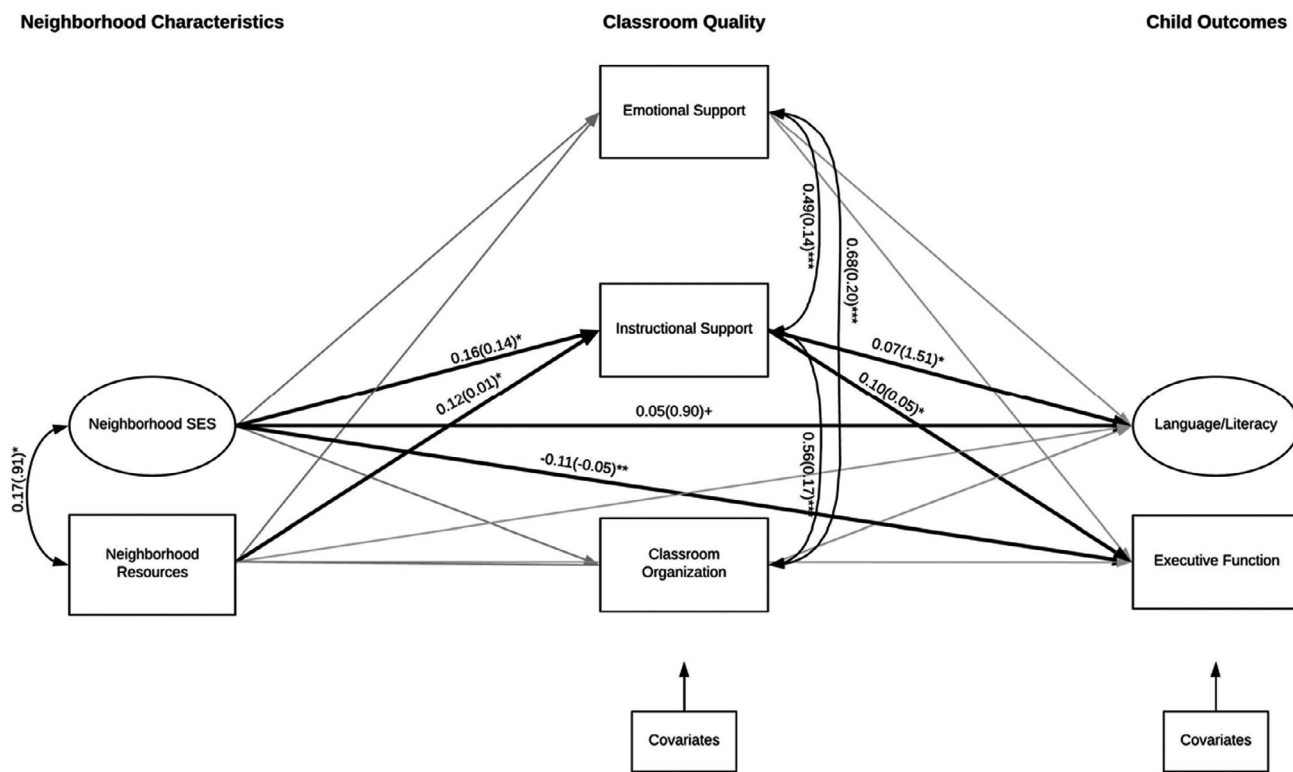 Neighborhood Characteristics
Classroom Quality
Child Outcomes
Emotional Support
0.49(0.14)***
0.68(0.20)***
Instructional Support
0.16(0.14)*
0.12(0.01)*
0.07(1.51)*
0.10(0.05)*
Neighborhood SES
0.05(0.90)+
Language/Literacy
-0.11(-0.05)**
0.56(0.17)***
0.17(.91)*
Neighborhood
Resources
Classroom
Organization
Executive Function
Covariates
Covariates